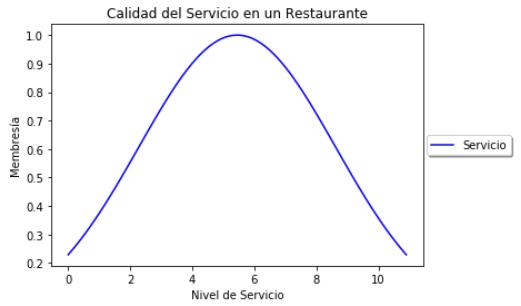 Calidad del Servicio en un Restaurante
1.0
0.9
0.8
0.7
0.6
0.5
0.4
0.3
0.2
Membresía
Servicio
0 2 4 6 8 10
Nivel de Servicio